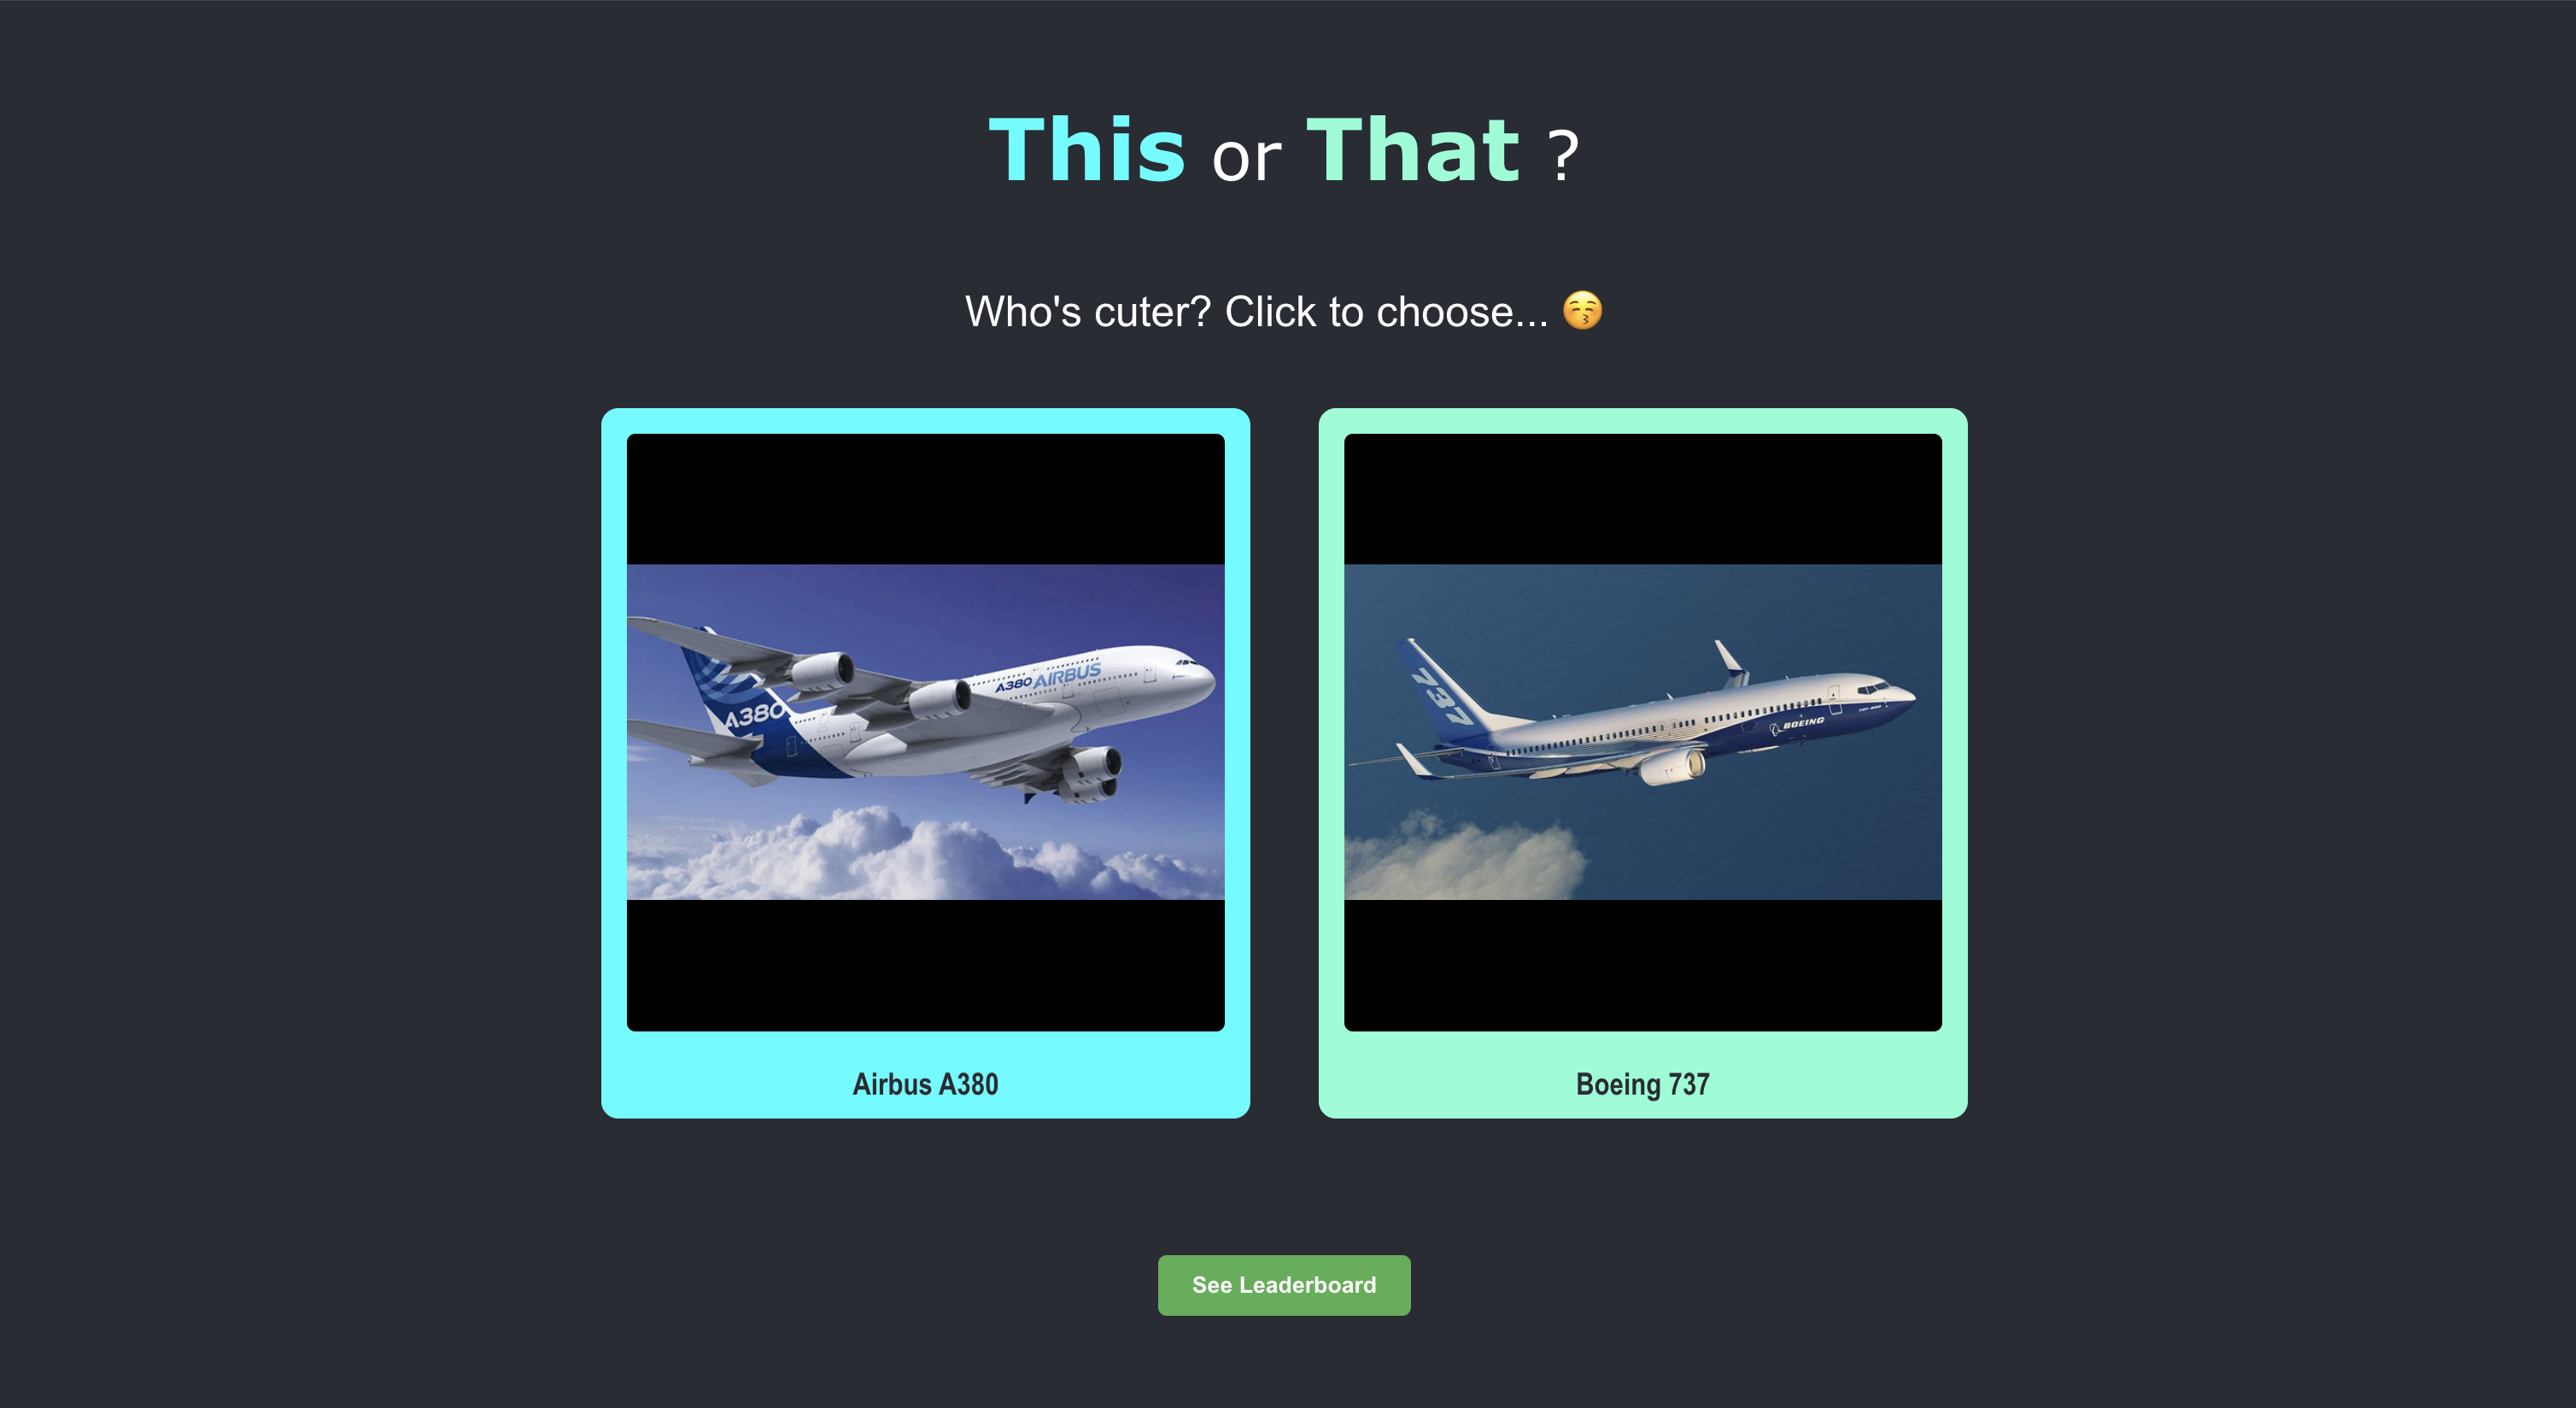 This or That ?
Who's cuter? Click to choose... 😚
A380
A380 AIRBUS
737
BOEING
Airbus A380
Boeing 737
See Leaderboard